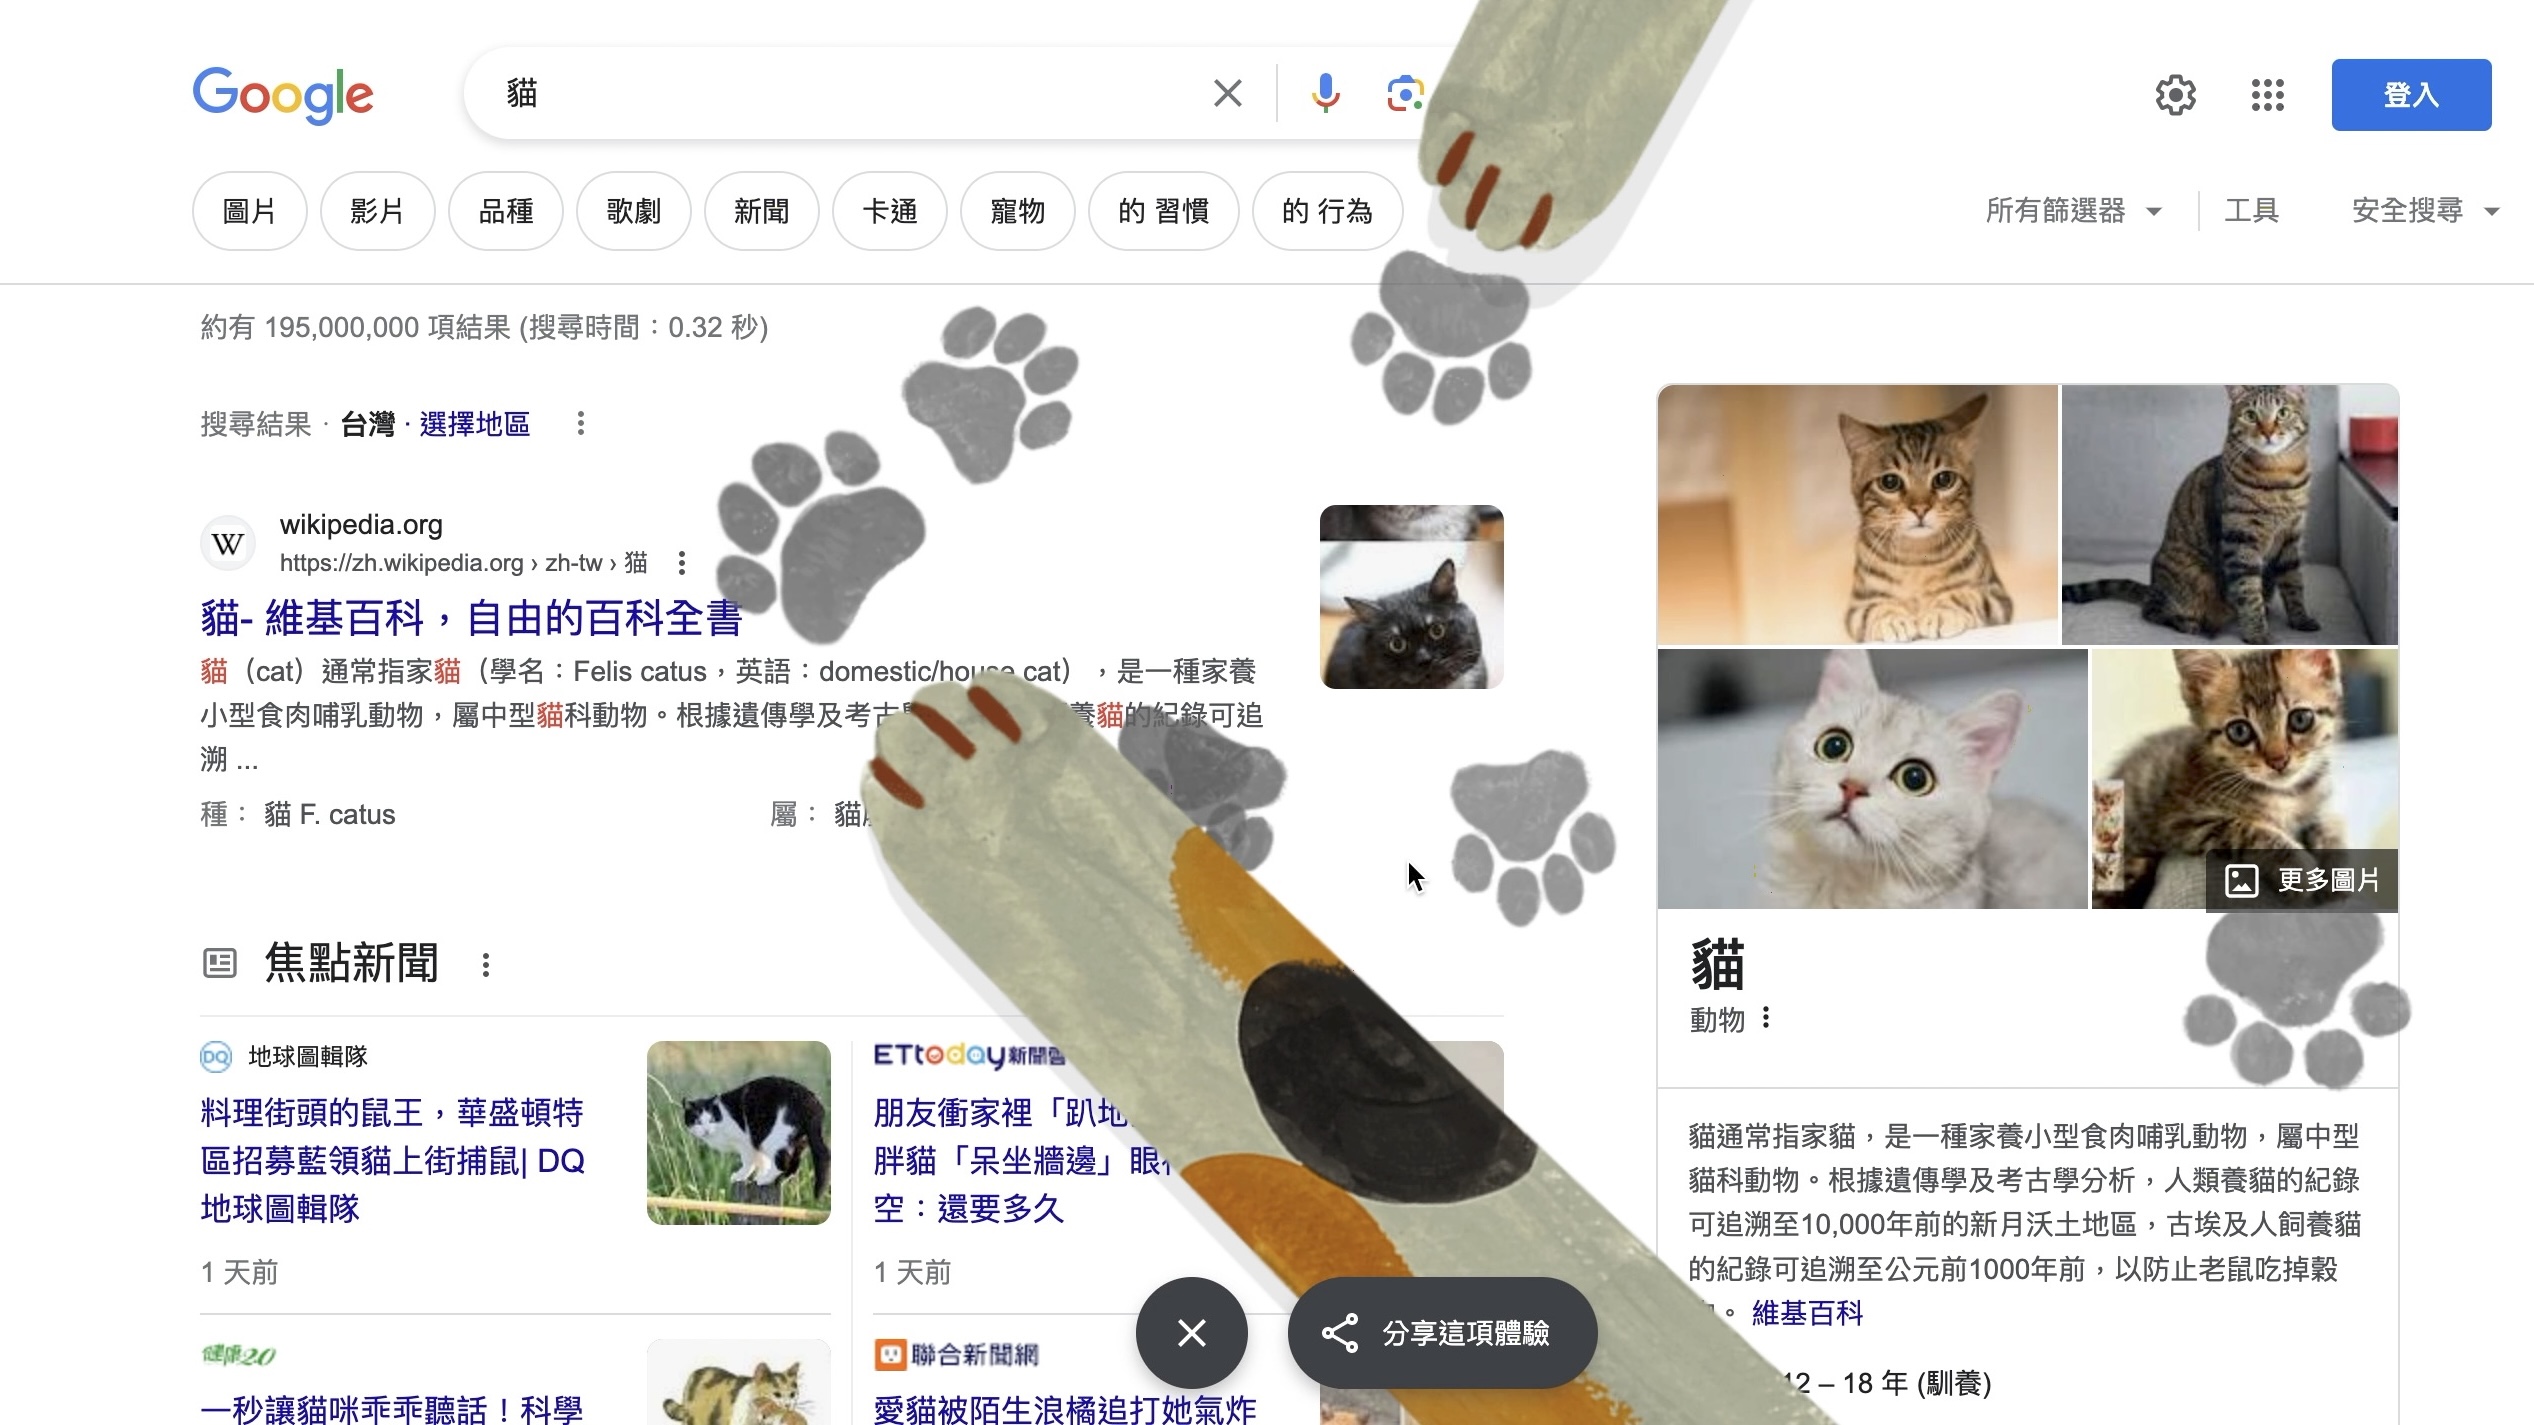 Google
貓
登入
圖片
影片
品種
歌劇
新聞
卡通
寵物
的 習慣
的 行為
所有篩選器
工具
安全搜尋
約有 195,000,000 項結果 (搜尋時間：0.32 秒)
搜尋結果 · 台灣 · 選擇地區
W
wikipedia.org
https://zh.wikipedia.org › zh-tw › 猫
貓- 維基百科，自由的百科全書
貓（cat）通常指家貓（學名：Felis catus，英語：domestic/house cat），是一種家養
小型食肉哺乳動物，屬中型貓科動物。根據遺傳學及考古 養貓的紀錄可追
溯 ...
種： 貓 F. catus
屬： 貓
焦點新聞
DQ 地球圖輯隊
料理街頭的鼠王，華盛頓特
區招募藍領貓上街捕鼠| DQ
地球圖輯隊
1 天前
ETtoday新聞雲
朋友衝家裡「趴地
胖貓「呆坐牆邊」眼
空：還要多久
1 天前
健康2.0
一秒讓貓咪乖乖聽話！科學
聯合新聞網
愛貓被陌生浪橘追打她氣炸
分享這項體驗
更多圖片
貓
動物
貓通常指家貓，是一種家養小型食肉哺乳動物，屬中型
貓科動物。根據遺傳學及考古學分析，人類養貓的紀錄
可追溯至10,000年前的新月沃土地區，古埃及人飼養貓
的紀錄可追溯至公元前1000年前，以防止老鼠吃掉穀
。 維基百科
12 – 18 年 (馴養)